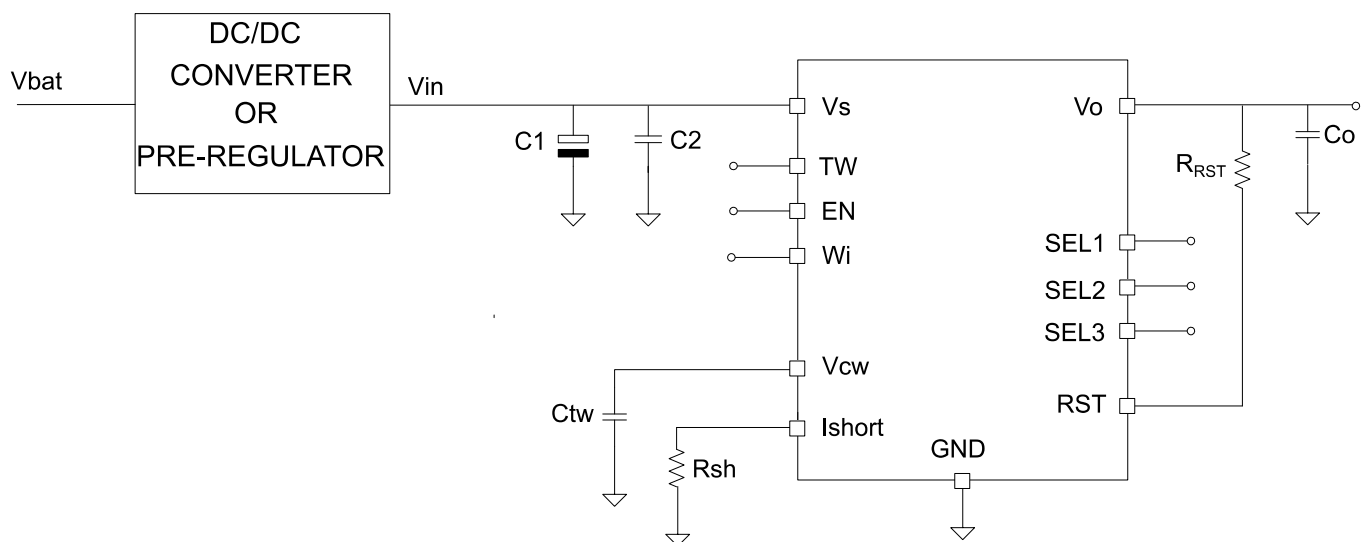 DC/DC
CONVERTER
OR
PRE-REGULATOR
Vbat
Vin
C1
C2
Vs
TW
EN
Wi
Vcw
Ishort
Ctw
Rsh
GND
Vo
SEL1
SEL2
SEL3
RST
RRST
Co